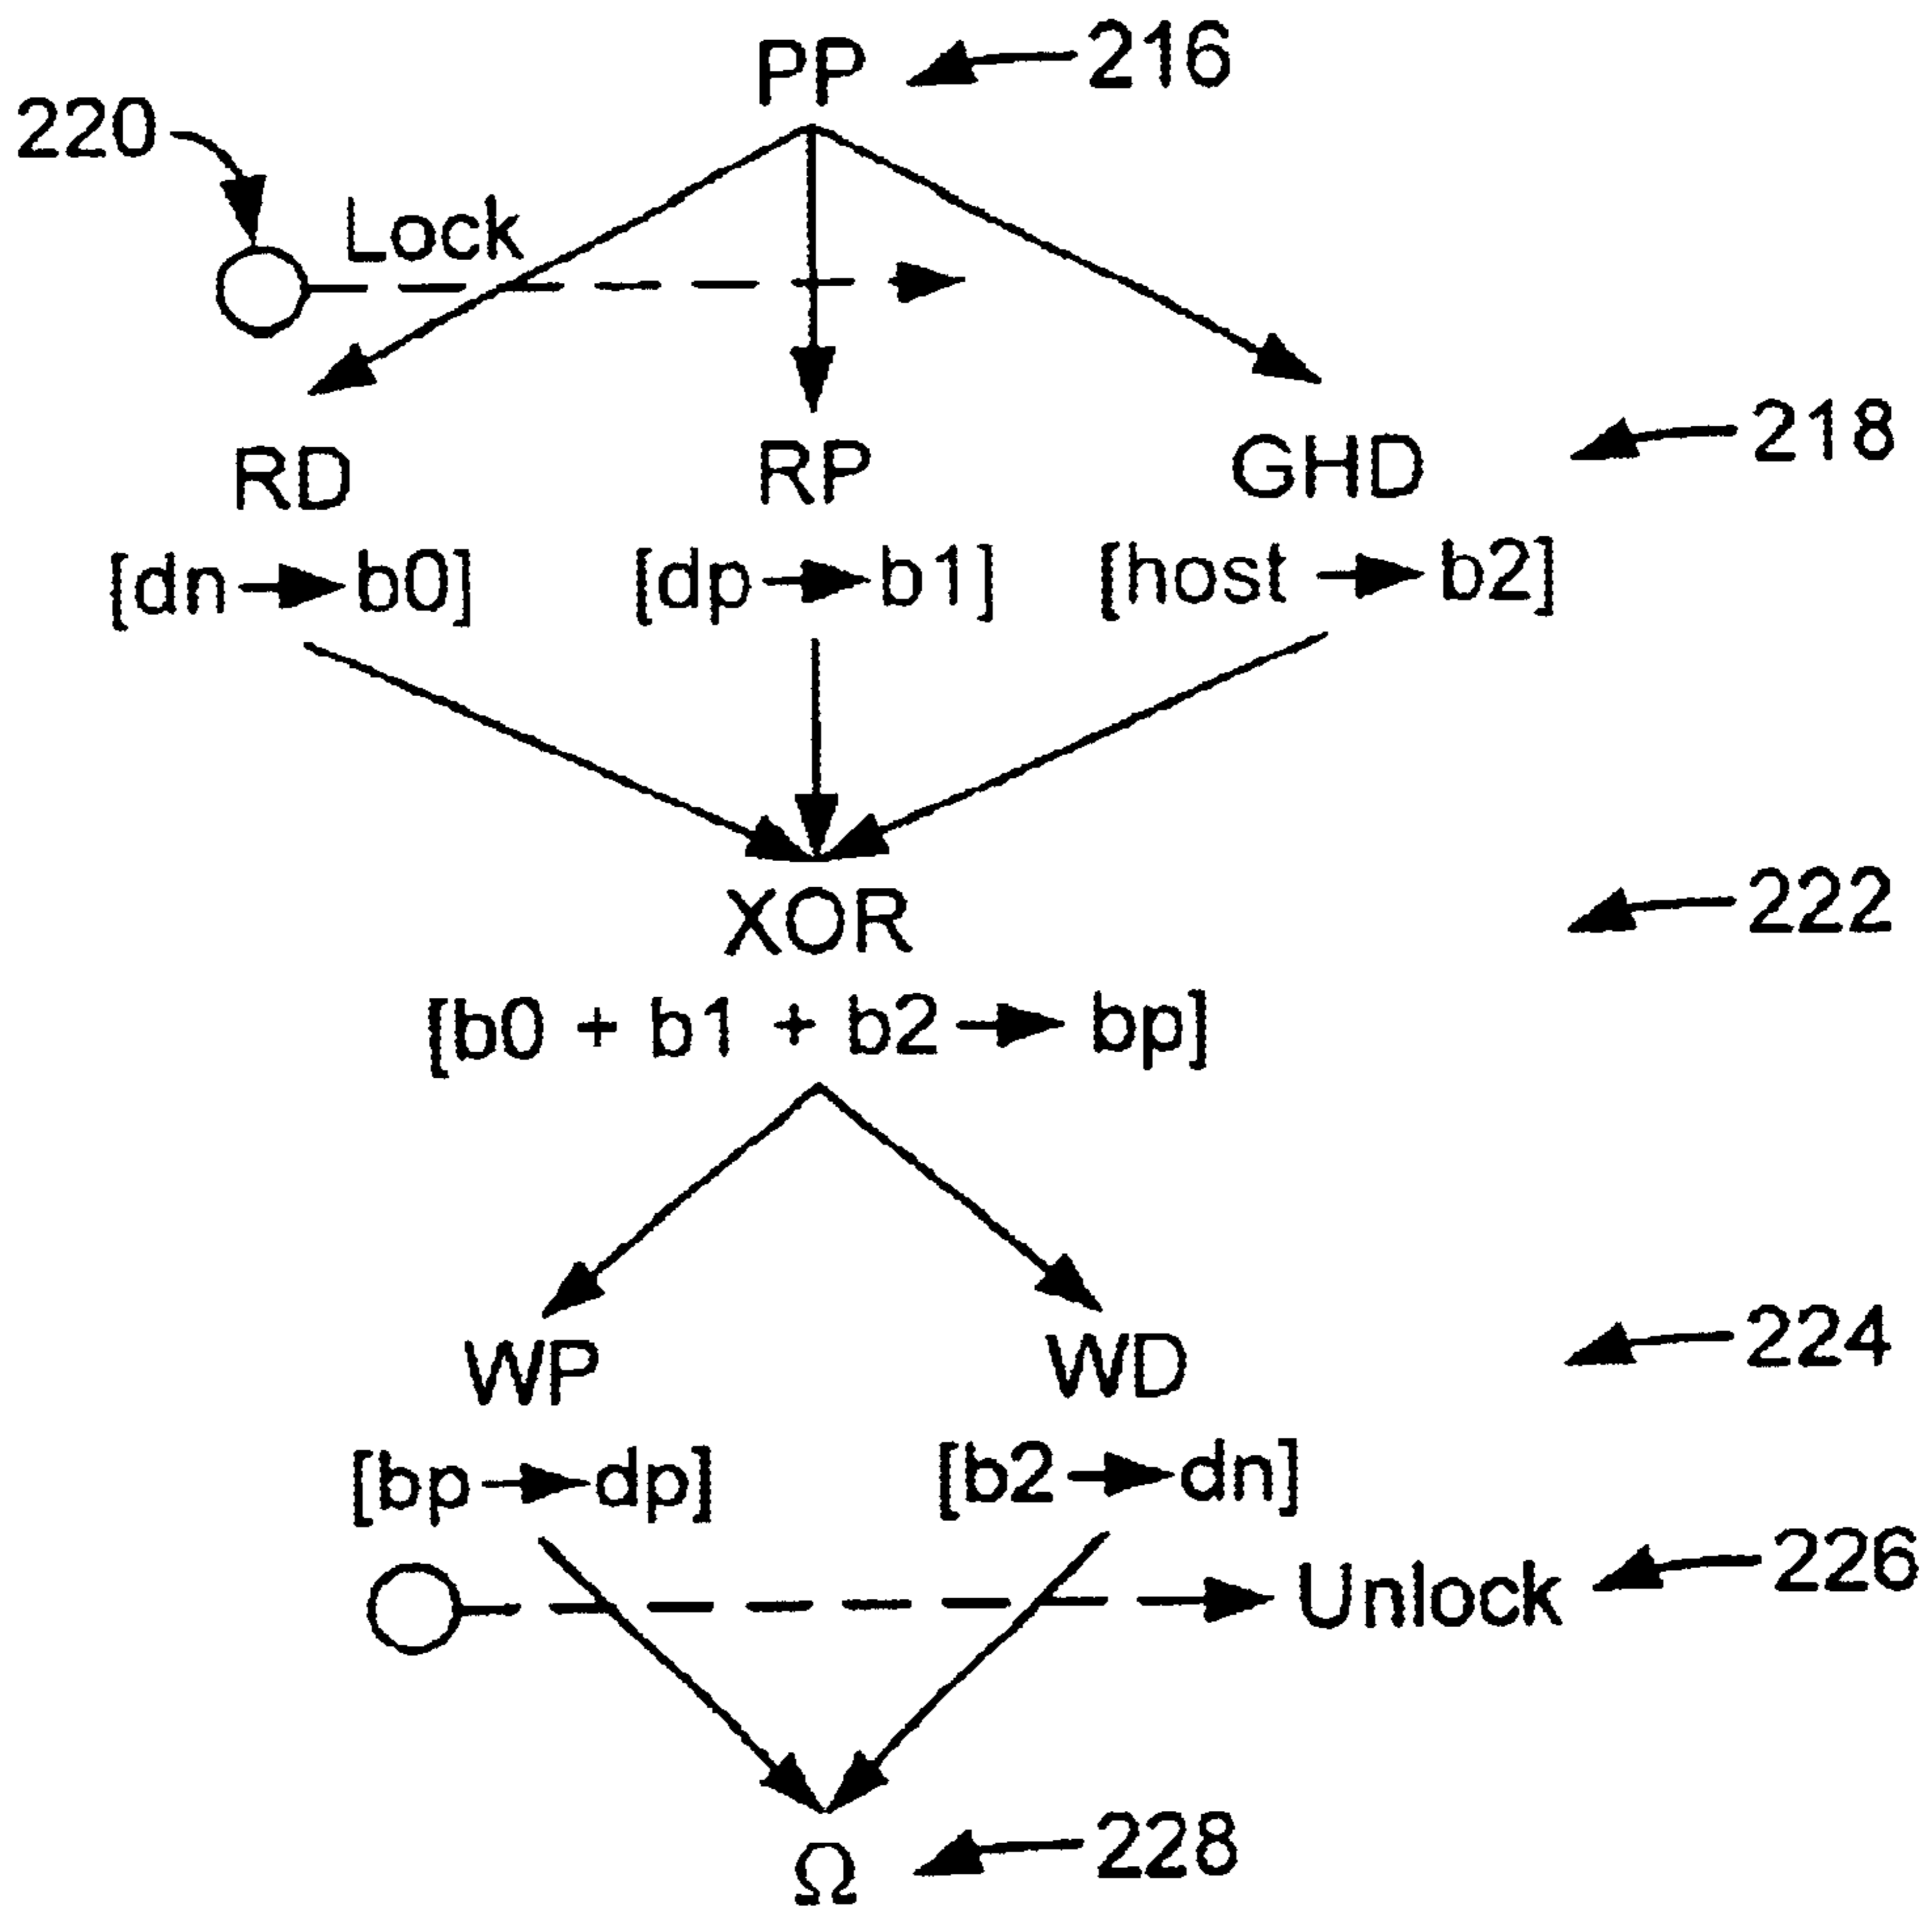 PP 216
220
Lock
RD RP GHD 218
[dn → b0] [dp → b1] [host → b2]
XOR 222
[b0 + b1 + b2 → bp]
WP WD 224
[bp → dp] [b2 → dn]
Unlock 226
Ω 228